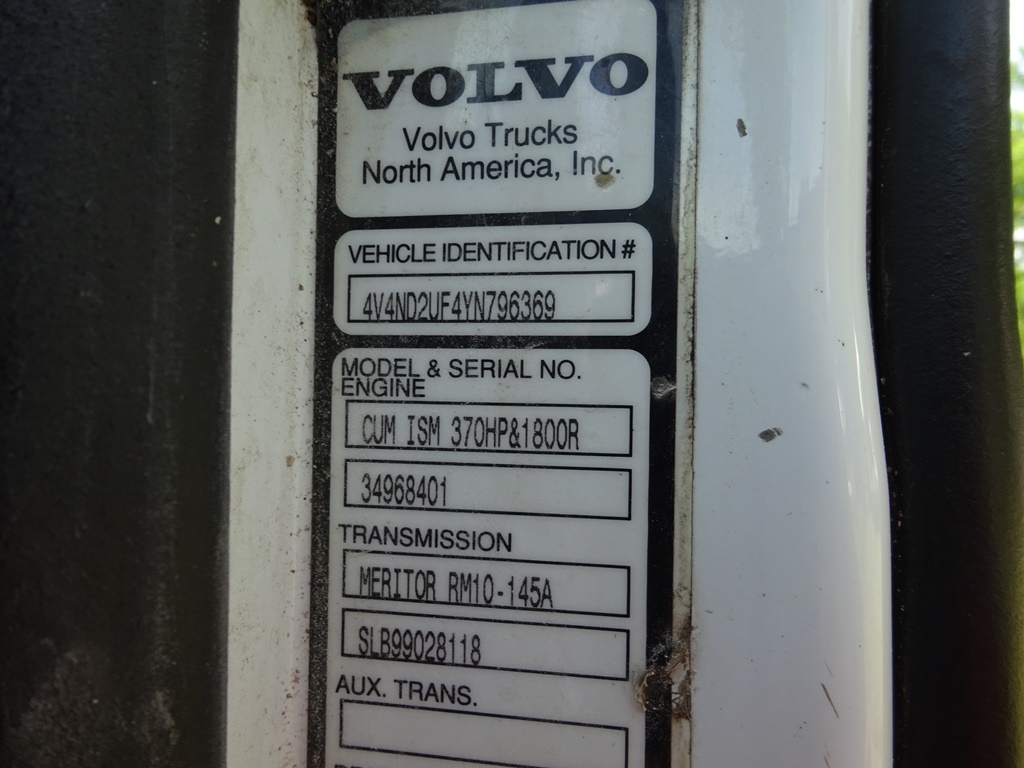 VOLVO
Volvo Trucks
North America, Inc.
VEHICLE IDENTIFICATION #
4V4ND2UF4YN796369
MODEL & SERIAL NO.
ENGINE
CUM ISM 370HP&1800R
34968401
TRANSMISSION
MERITOR RM10-145A
SLB99028118
AUX. TRANS.